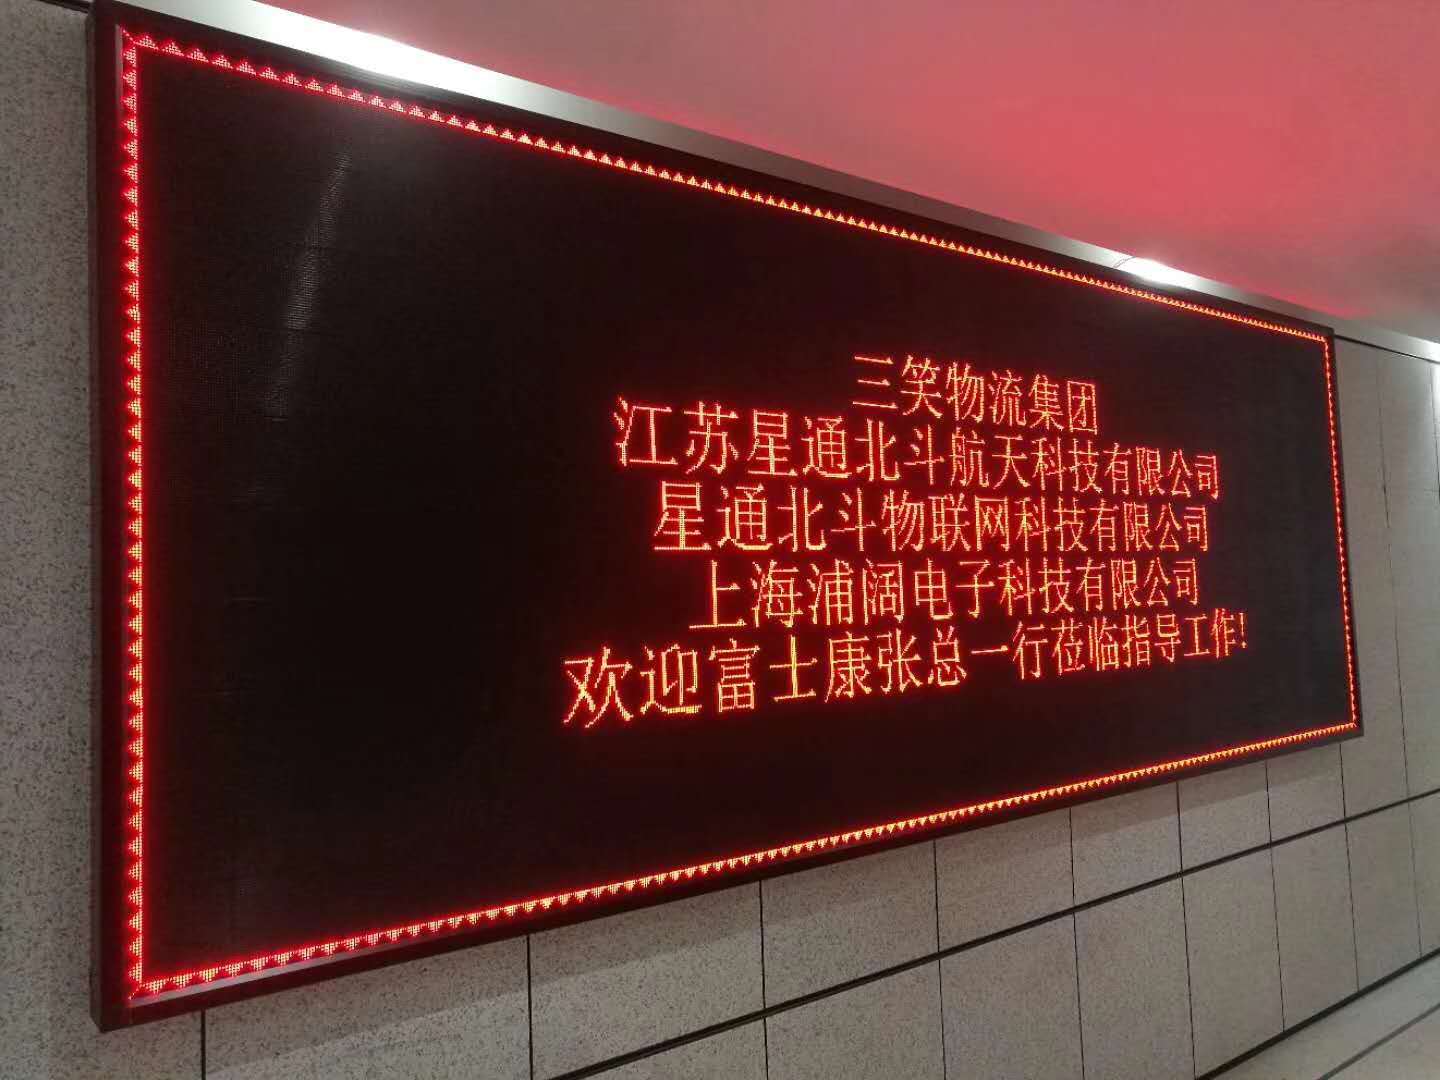 三笑物流集团
江苏星通北斗航天科技有限公司
星通北斗物联网科技有限公司
上海浦阔电子科技有限公司
欢迎富士康张总一行莅临指导工作!